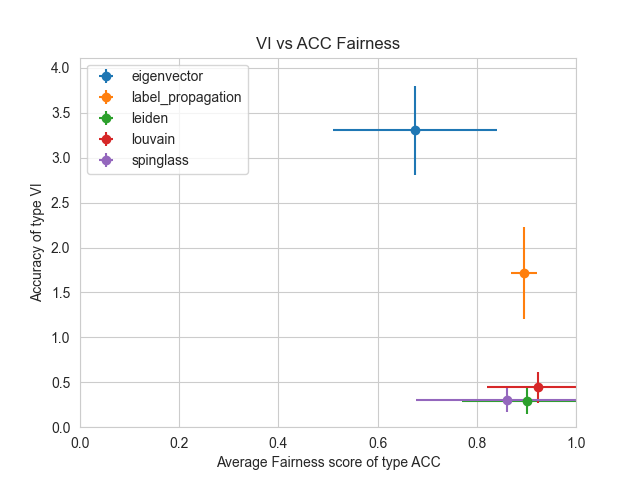 VI vs ACC Fairness
eigenvector
label_propagation
leiden
louvain
spinglass
Accuracy of type VI
4.0
3.5
3.0
2.5
2.0
1.5
1.0
0.5
0.0
0.0 0.2 0.4 0.6 0.8 1.0
Average Fairness score of type ACC